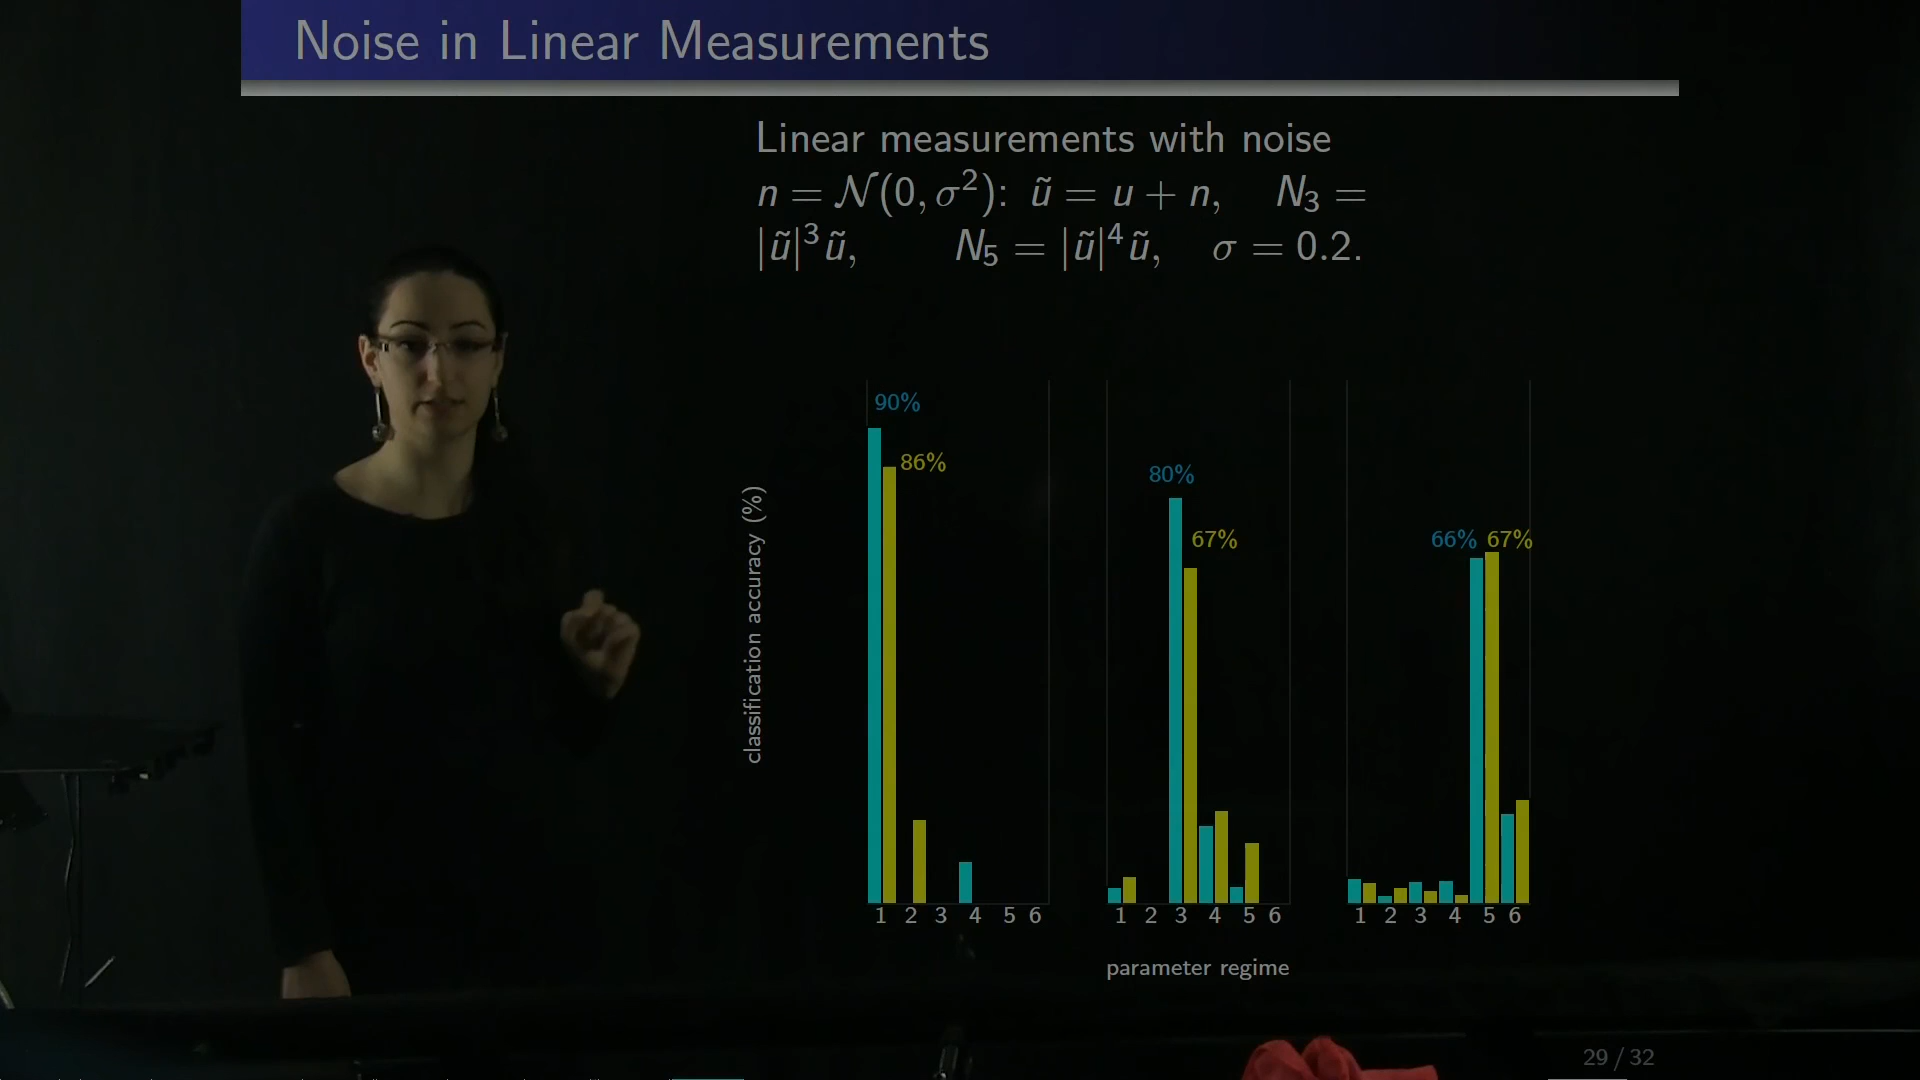 Noise in Linear Measurements
Linear measurements with noise
n = 𝒩(0, σ²): ũ = u + n, N₃ =
|ũ|³ũ, N₅ = |ũ|⁴ũ, σ = 0.2.
90%
86%
80%
67%
66% 67%
classification accuracy (%)
1 2 3 4 5 6 1 2 3 4 5 6 1 2 3 4 5 6
parameter regime
29 / 32